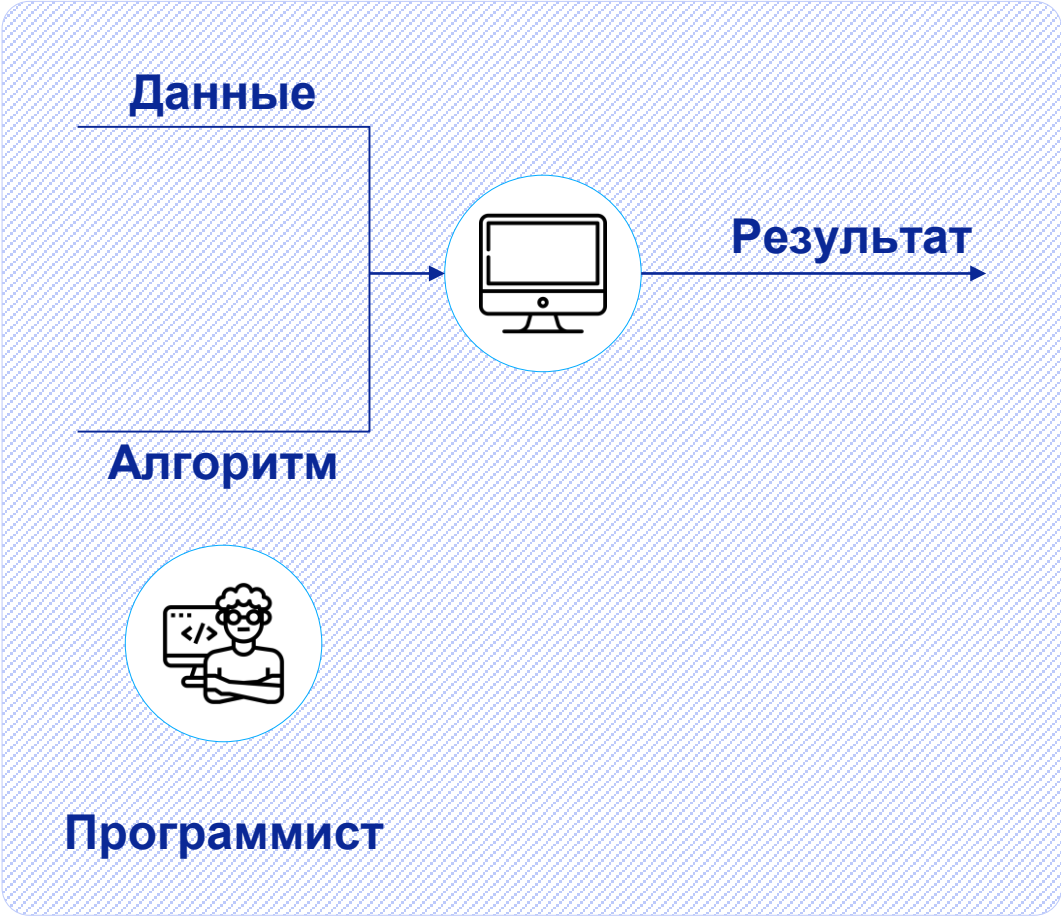 Данные
Результат
Алгоритм
</>
Программист